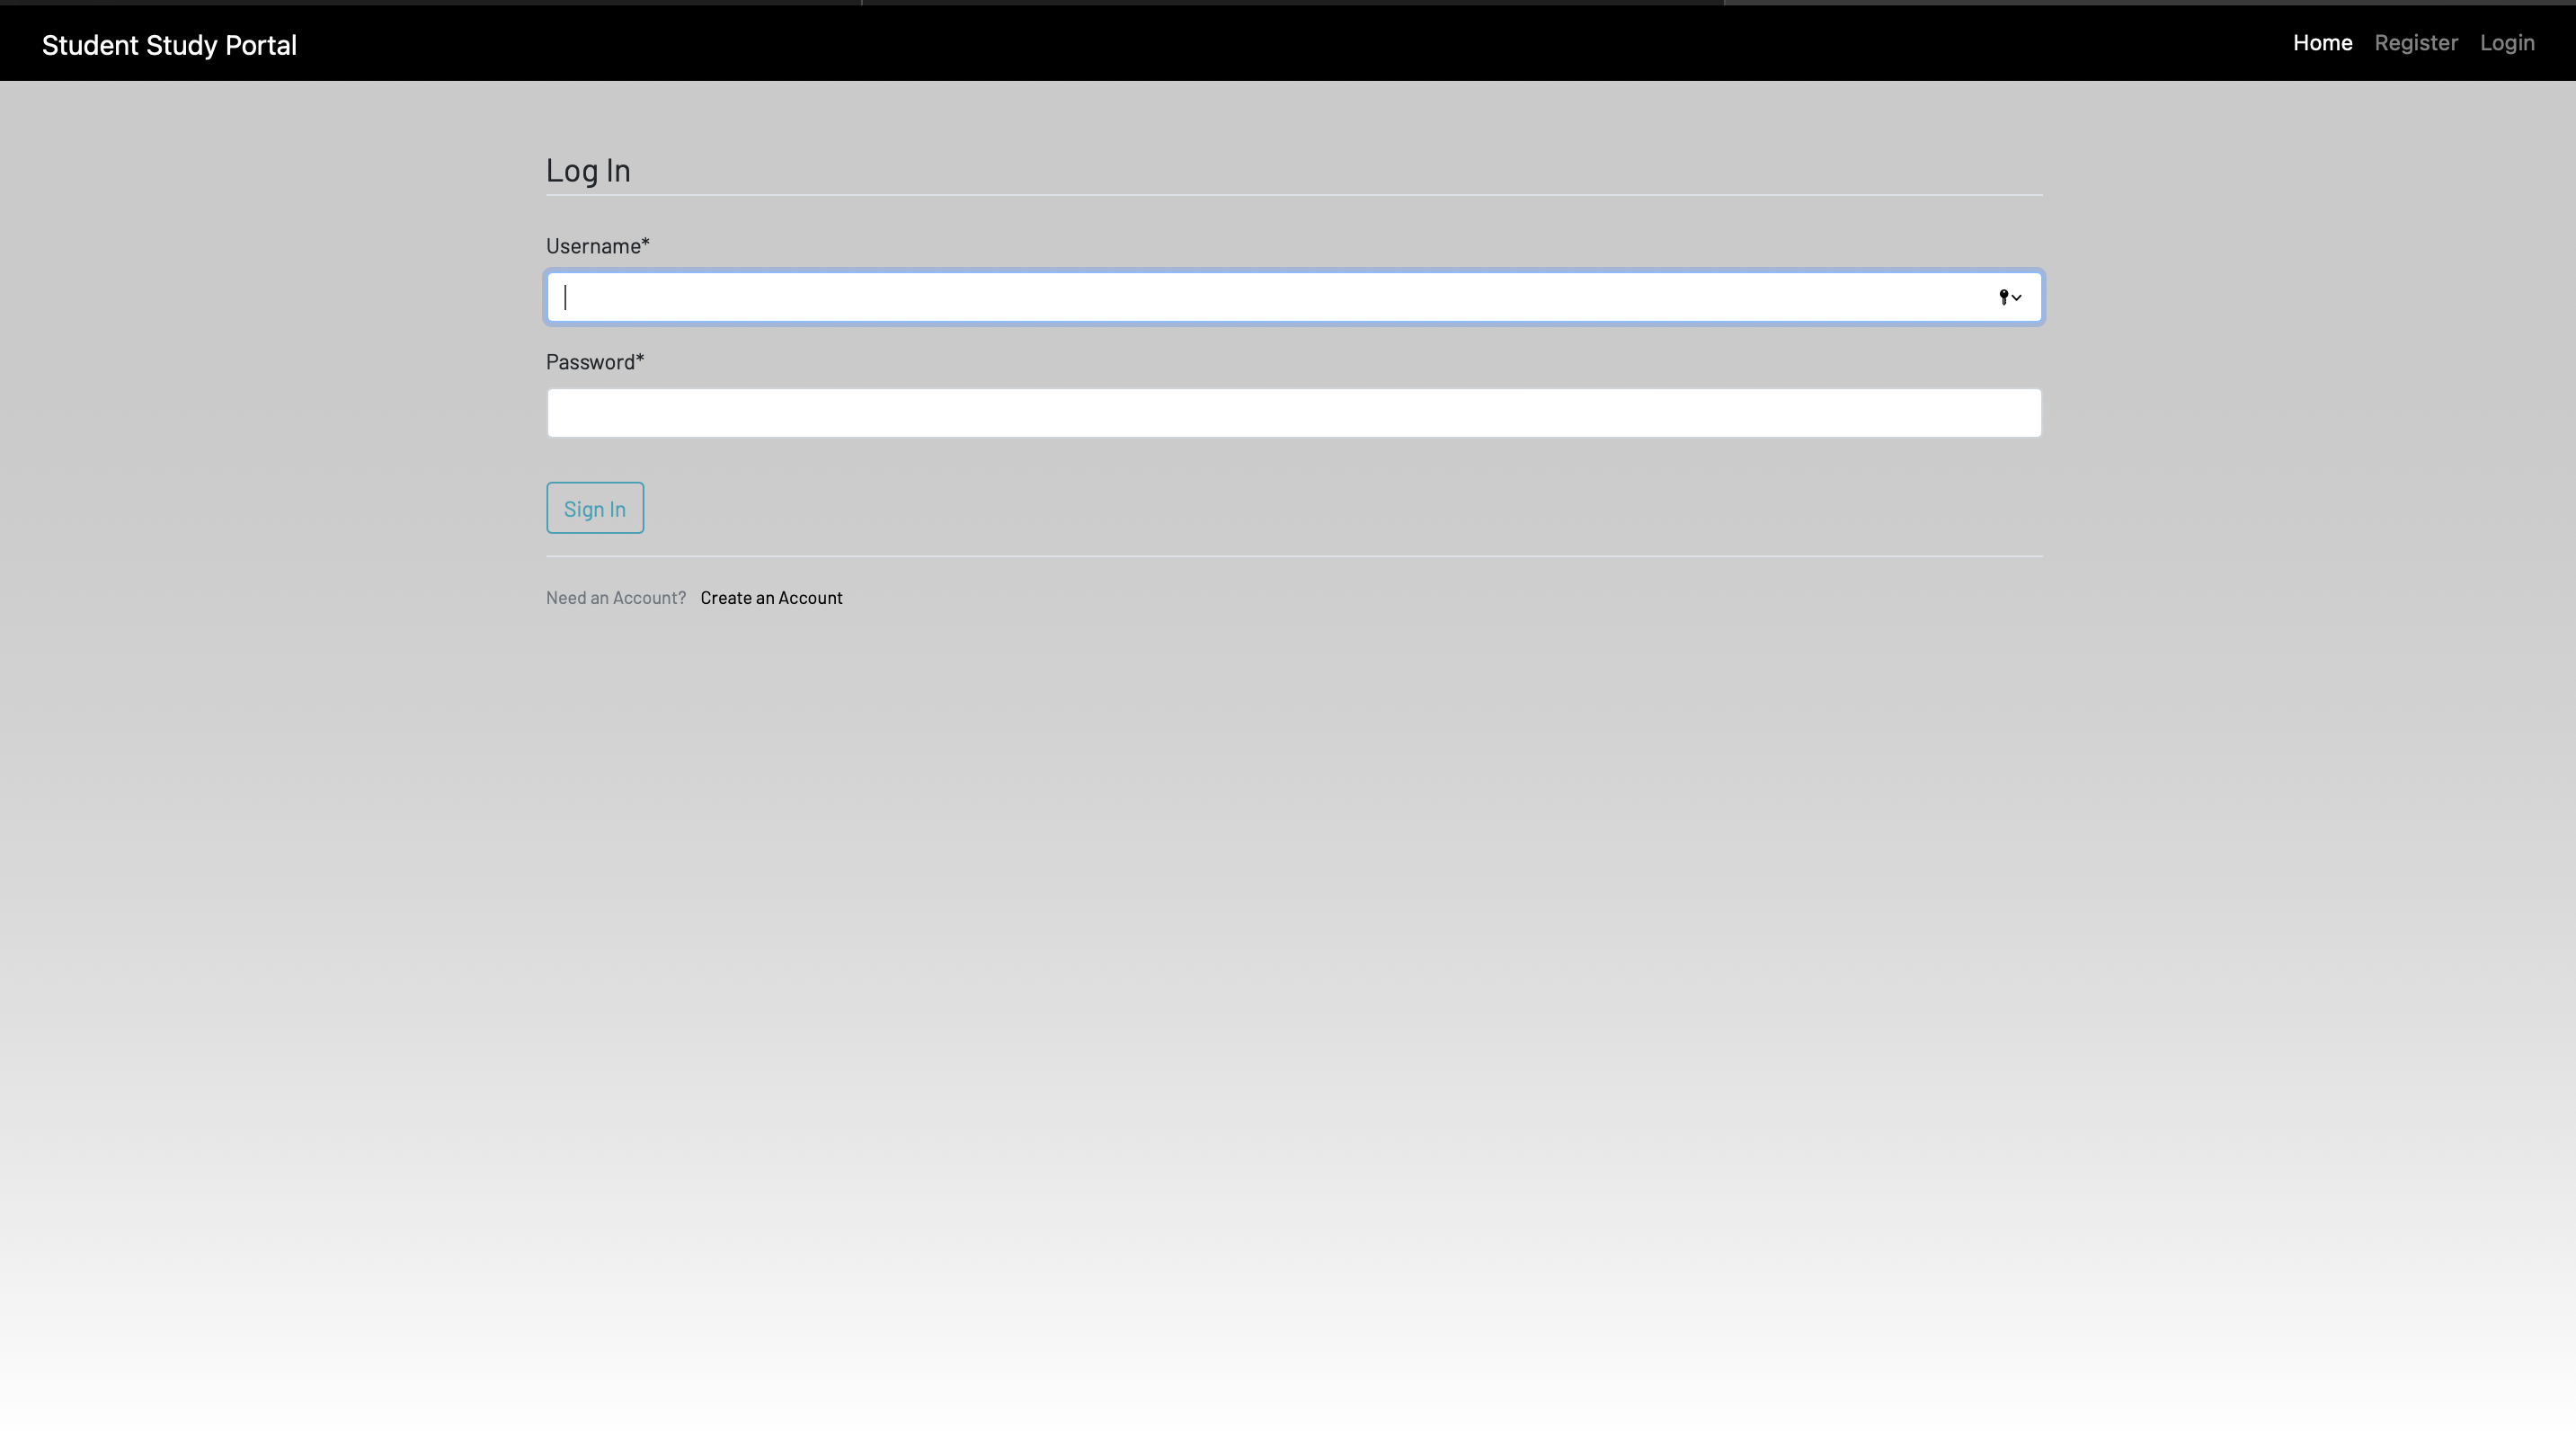 Student Study Portal
Home Register Login
Log In
Username*
Password*
Sign In
Need an Account? Create an Account